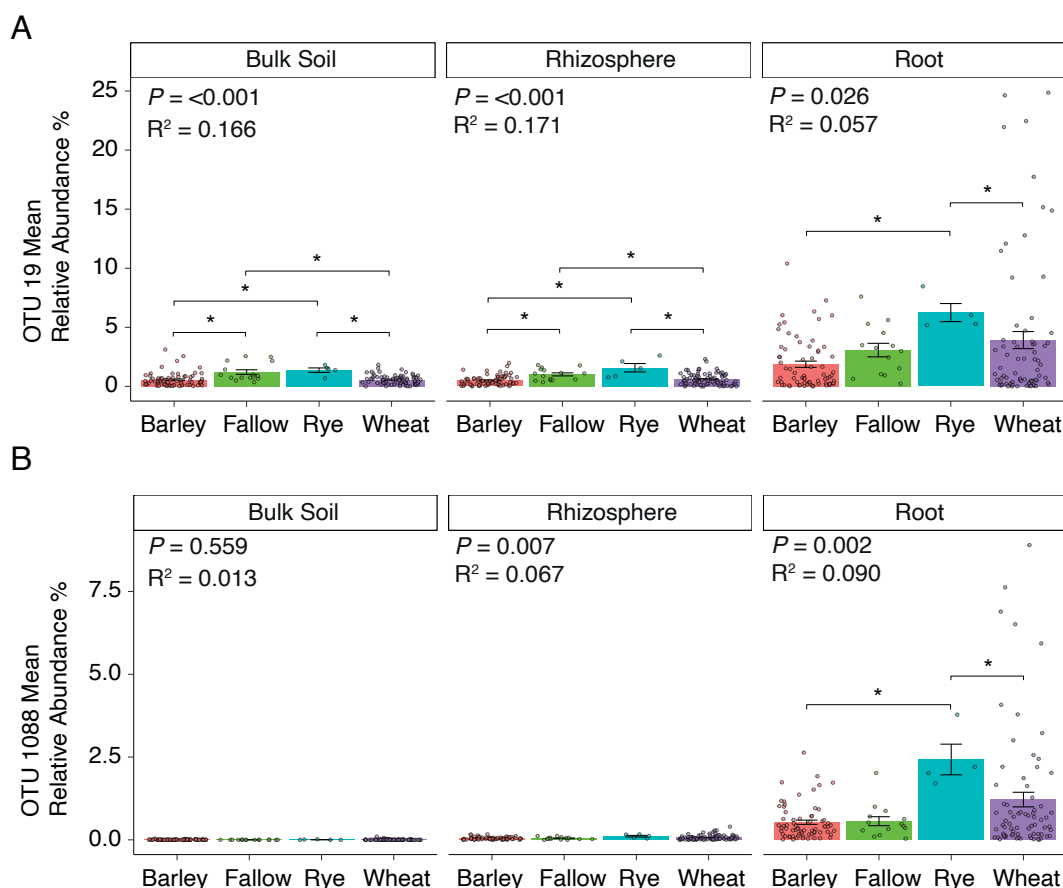 A
Bulk Soil
Rhizosphere
Root
P = <0.001
R² = 0.166
P = <0.001
R² = 0.171
P = 0.026
R² = 0.057
OTU 19 Mean
Relative Abundance %
25
20
15
10
5
0
* * * *
* * * *
* *
Barley Fallow Rye Wheat
Barley Fallow Rye Wheat
Barley Fallow Rye Wheat
B
Bulk Soil
Rhizosphere
Root
P = 0.559
R² = 0.013
P = 0.007
R² = 0.067
P = 0.002
R² = 0.090
OTU 1088 Mean
Relative Abundance %
7.5
5.0
2.5
0.0
* *
Barley Fallow Rye Wheat
Barley Fallow Rye Wheat
Barley Fallow Rye Wheat